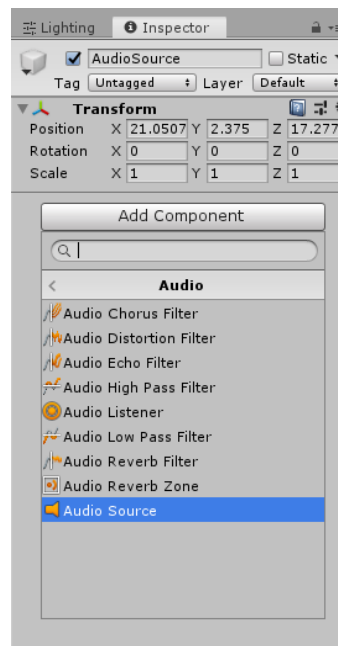 Lighting Inspector
AudioSource Static
Tag Untagged Layer Default
Transform
Position X 21.0507 Y 2.375 Z 17.277
Rotation X 0 Y 0 Z 0
Scale X 1 Y 1 Z 1
Add Component
Audio
Audio Chorus Filter
Audio Distortion Filter
Audio Echo Filter
Audio High Pass Filter
Audio Listener
Audio Low Pass Filter
Audio Reverb Filter
Audio Reverb Zone
Audio Source